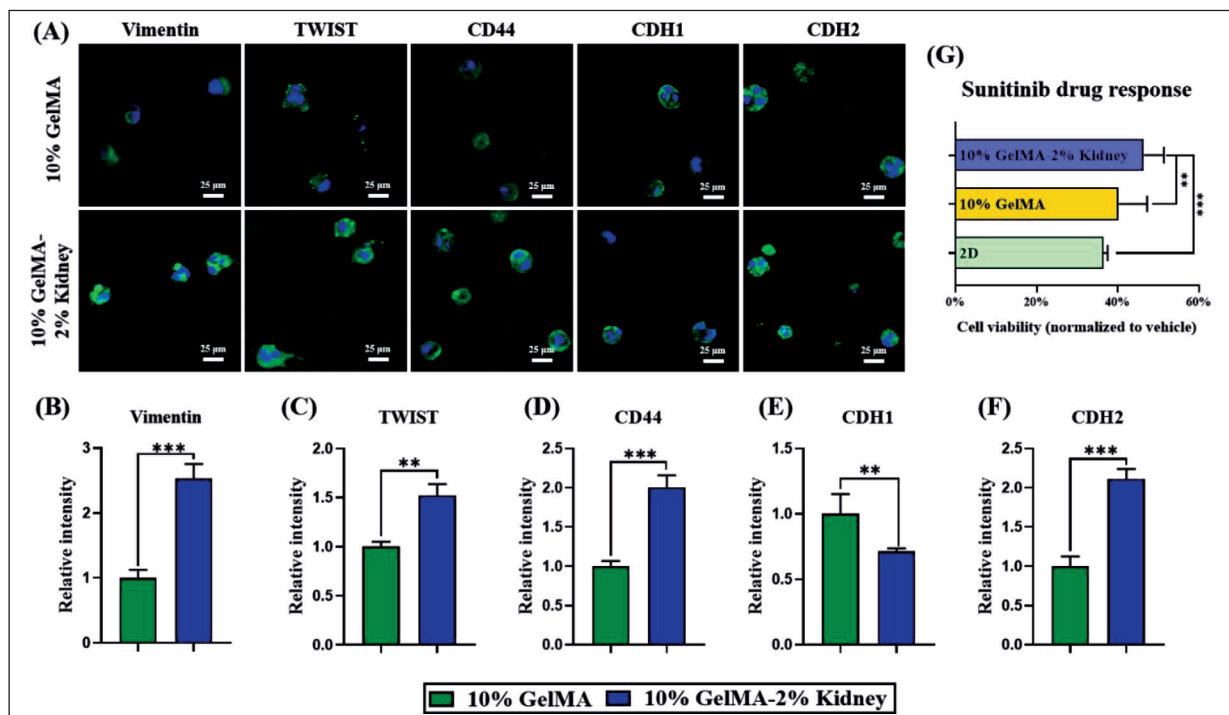 (A)
Vimentin
TWIST
CD44
CDH1
CDH2
10% GelMA
25 µm
25 µm
25 µm
25 µm
25 µm
10% GelMA-
2% Kidney
25 µm
25 µm
25 µm
25 µm
25 µm
(G)
Sunitinib drug response
10% GelMA-2% Kidney
10% GelMA
2D
**
***
0%
20%
40%
60%
Cell viability (normalized to vehicle)
(B)
Vimentin
***
Relative intensity
3
2
1
0
(C)
TWIST
**
Relative intensity
2.0
1.5
1.0
0.5
0.0
(D)
CD44
***
Relative intensity
2.5
2.0
1.5
1.0
0.5
0.0
(E)
CDH1
**
Relative intensity
1.5
1.0
0.5
0.0
(F)
CDH2
***
Relative intensity
2.5
2.0
1.5
1.0
0.5
0.0
10% GelMA
10% GelMA-2% Kidney